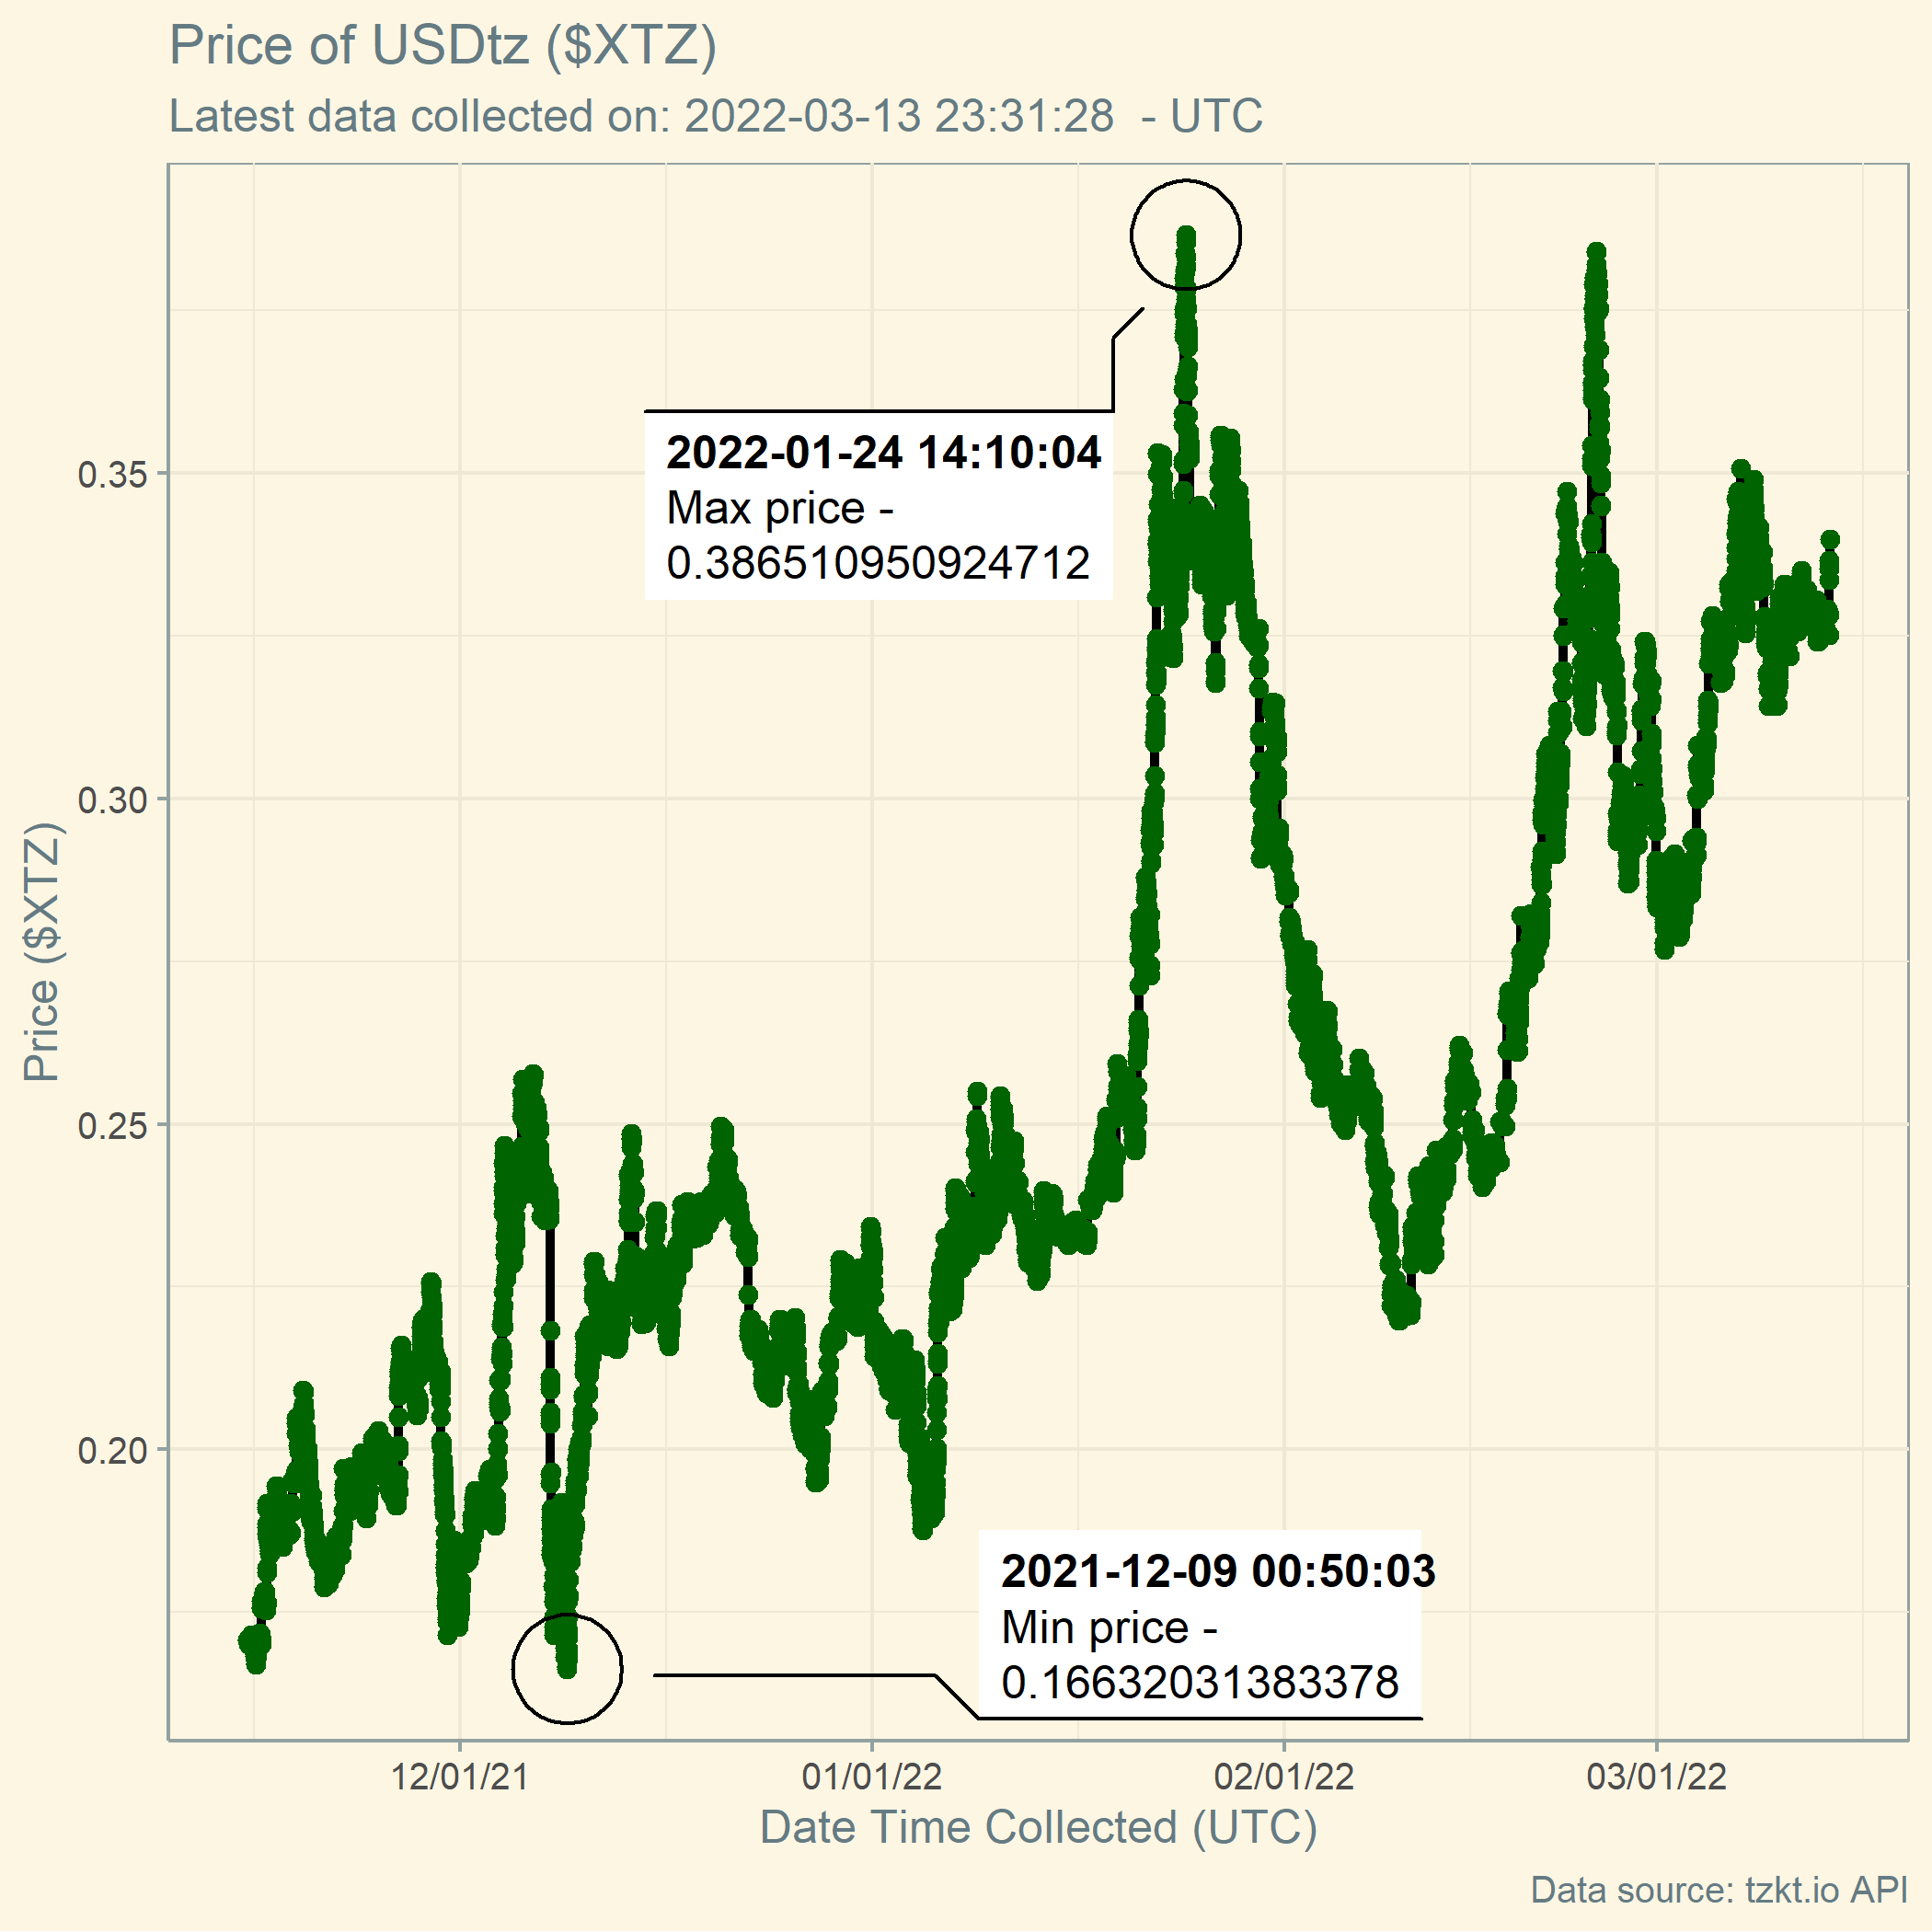 Price of USDtz ($XTZ)
Latest data collected on: 2022-03-13 23:31:28  - UTC
2022-01-24 14:10:04
Max price -
0.386510950924712
0.35
0.30
0.25
0.20
Price ($XTZ)
2021-12-09 00:50:03
Min price -
0.16632031383378
12/01/21
01/01/22
02/01/22
03/01/22
Date Time Collected (UTC)
Data source: tzkt.io API